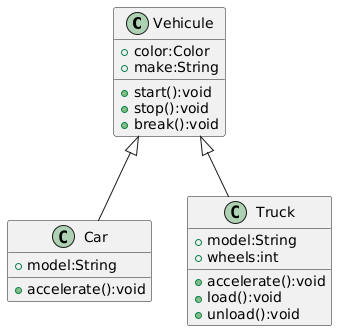 C Vehicule
color:Color
make:String
start():void
stop():void
break():void
C Car
model:String
accelerate():void
C Truck
model:String
wheels:int
accelerate():void
load():void
unload():void